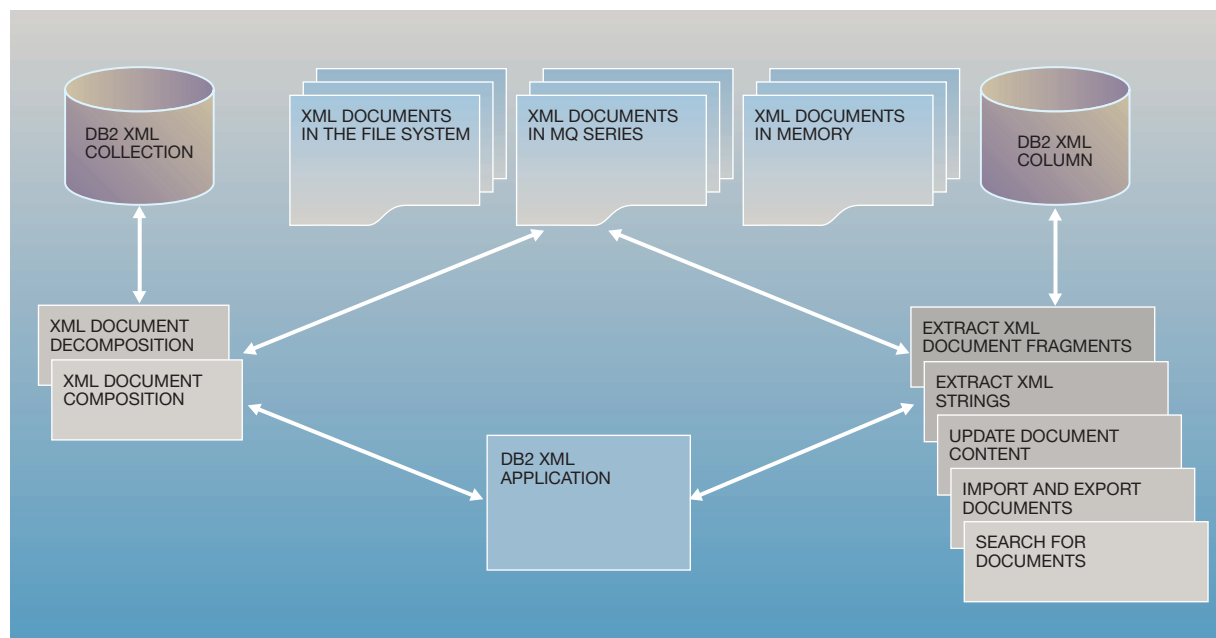 DB2 XML
COLLECTION
XML DOCUMENTS
IN THE FILE SYSTEM
XML DOCUMENTS
IN MQ SERIES
XML DOCUMENTS
IN MEMORY
DB2 XML
COLUMN
XML DOCUMENT
DECOMPOSITION
XML DOCUMENT
COMPOSITION
DB2 XML
APPLICATION
EXTRACT XML
DOCUMENT FRAGMENTS
EXTRACT XML
STRINGS
UPDATE DOCUMENT
CONTENT
IMPORT AND EXPORT
DOCUMENTS
SEARCH FOR
DOCUMENTS